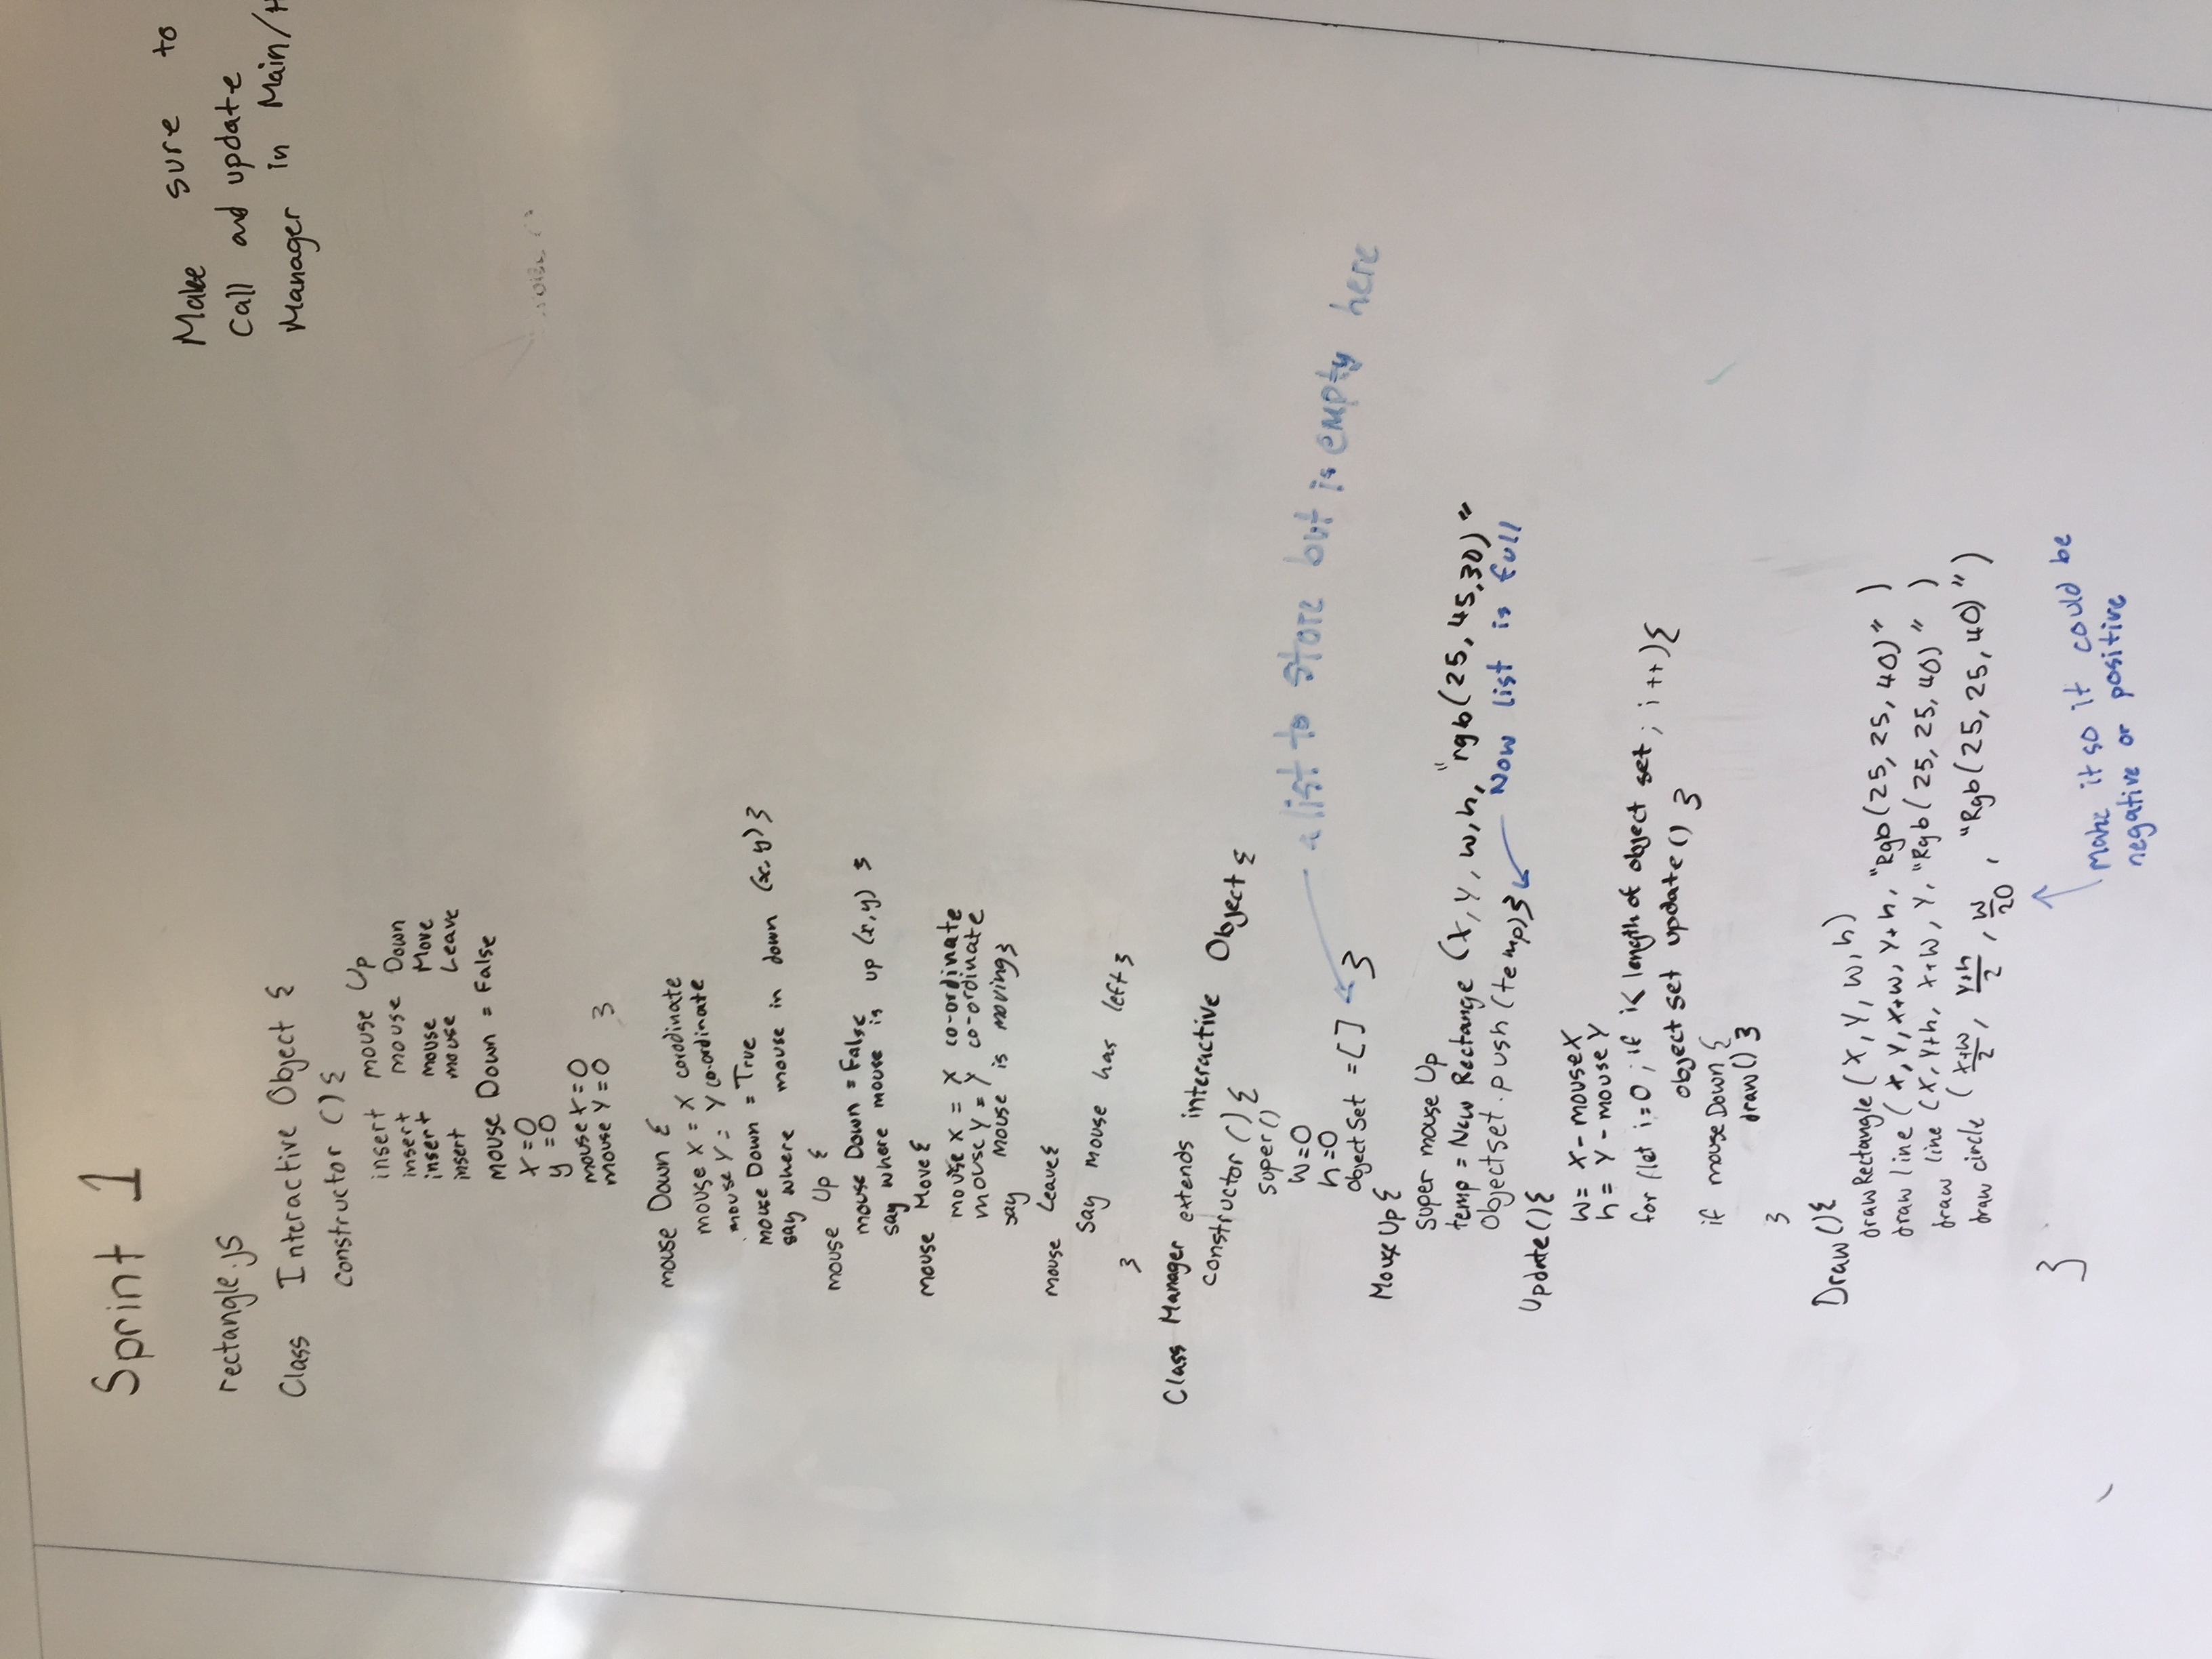 Sprint 1
rectangle.js
Class Interactive Object {
constructor () {
insert mouse Up
insert mouse Down
insert mouse Move
insert mouse Leave
mouse Down = False
x = 0
y = 0
mouse X = 0
mouse Y = 0 }
mouse Down {
mouse X = X corodinate
mouse Y = Y co-ordinate
mouse Down = True
say where mouse in down (x, y) }
mouse Up {
mouse Down = False
say where mouse is up (x, y) }
mouse Move {
mouse X = X co-ordinate
mouse Y = Y co-ordinate
say mouse is moving }
mouse Leave {
Say mouse has left }
}
Class Manager extends interactive Object {
constructor () {
super ()
W = 0
h = 0
object Set = [ ] }
a list to store but is empty here
Mouse Up {
super mouse Up
temp = New Rectange (X, Y, w, h, "rgb(25, 45, 30)"
Objectset.push (temp) }
Now list is full
Update () {
W = X - mouseX
h = Y - mouse Y
for (let i = 0 ; if i < length of object set ; i ++) {
object set update () }
if mouse Down {
draw () }
}
Draw () {
draw Rectangle (X, Y, W, h)
draw line (X, Y, X+w, Y+h, "Rgb(25, 25, 40)" )
draw line (X, Y+h, X+W, Y, "Rgb(25, 25, 40)" )
draw circle (X+W/2, Y+h/2, W/20, "Rgb(25, 25, 40)")
}
Make it so it could be
negative or positive
Make sure to
Call and update
Manager in Main/